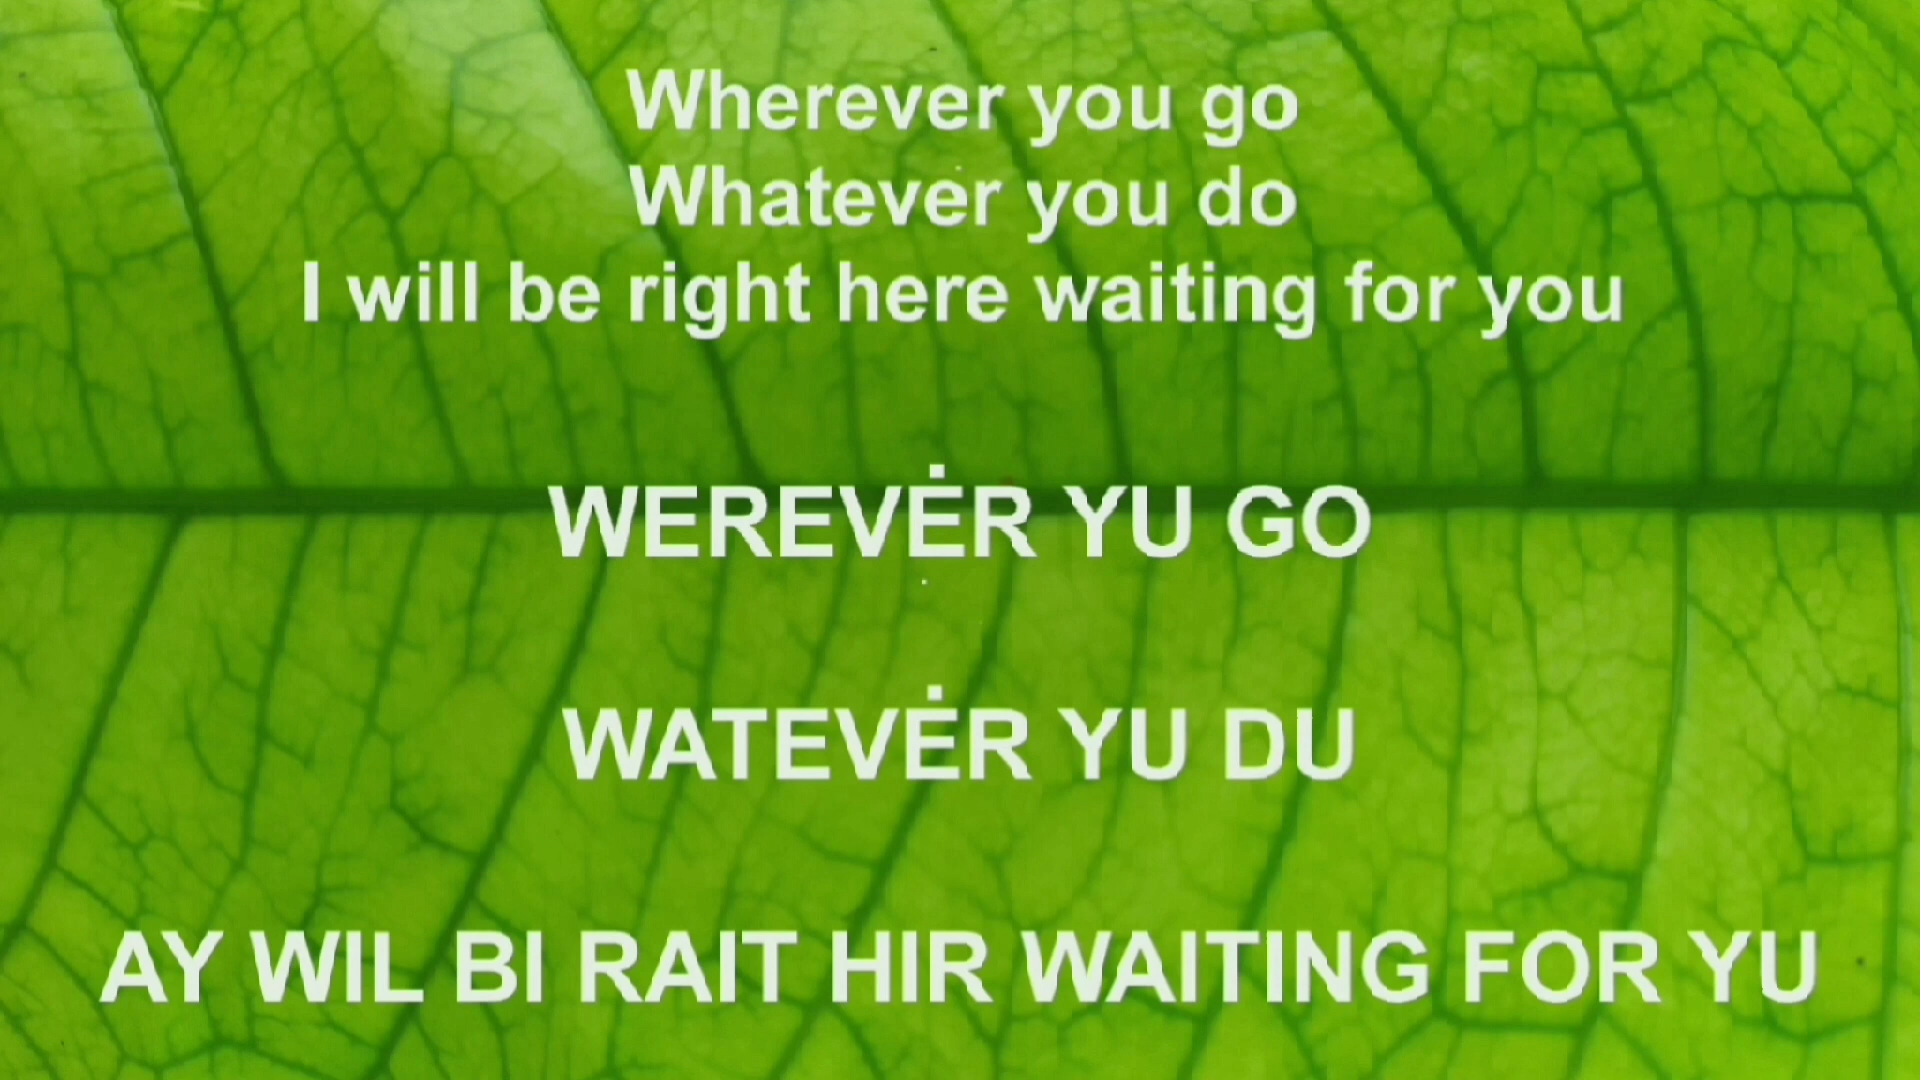 Wherever you go
Whatever you do
I will be right here waiting for you
WEREVĖR YU GO
WATEVĖR YU DU
AY WIL BI RAIT HIR WAITING FOR YU